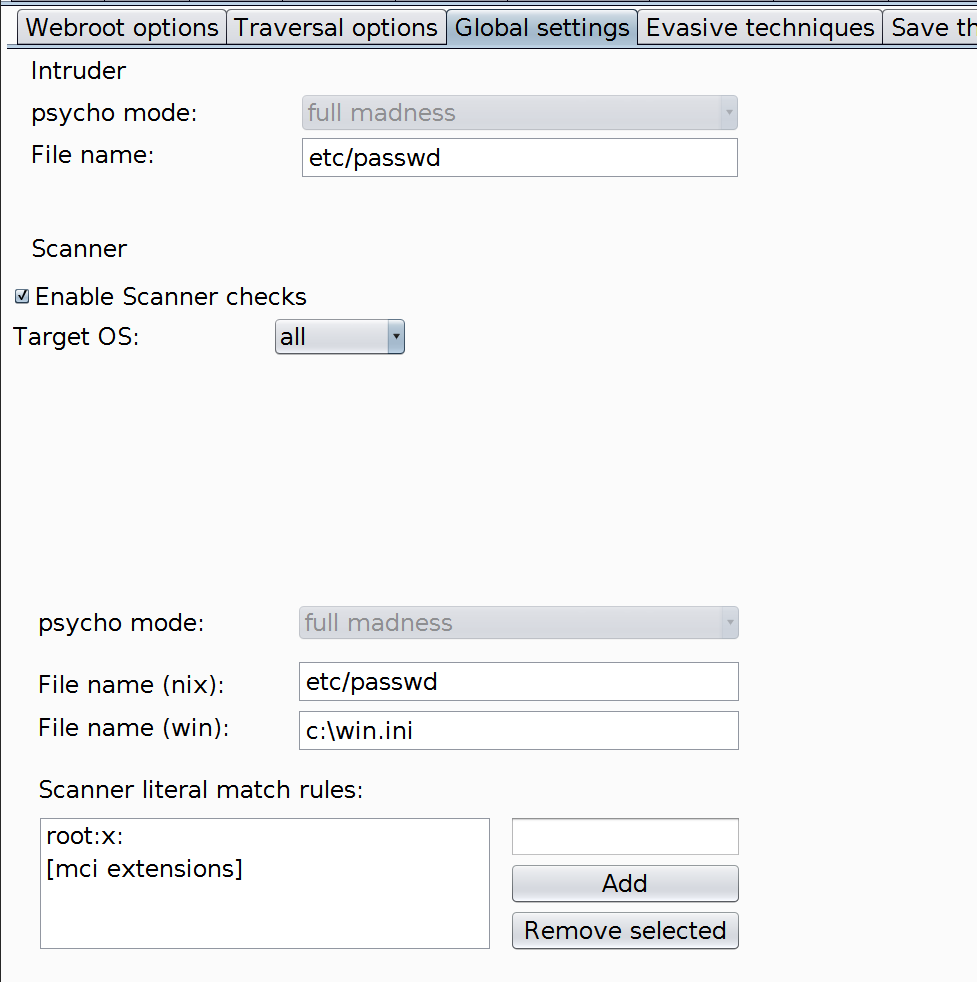 Webroot options Traversal options Global settings Evasive techniques Save th
Intruder
psycho mode: full madness
File name: etc/passwd
Scanner
Enable Scanner checks
Target OS: all
psycho mode: full madness
File name (nix): etc/passwd
File name (win): c:\win.ini
Scanner literal match rules:
root:x:
[mci extensions]
Add
Remove selected